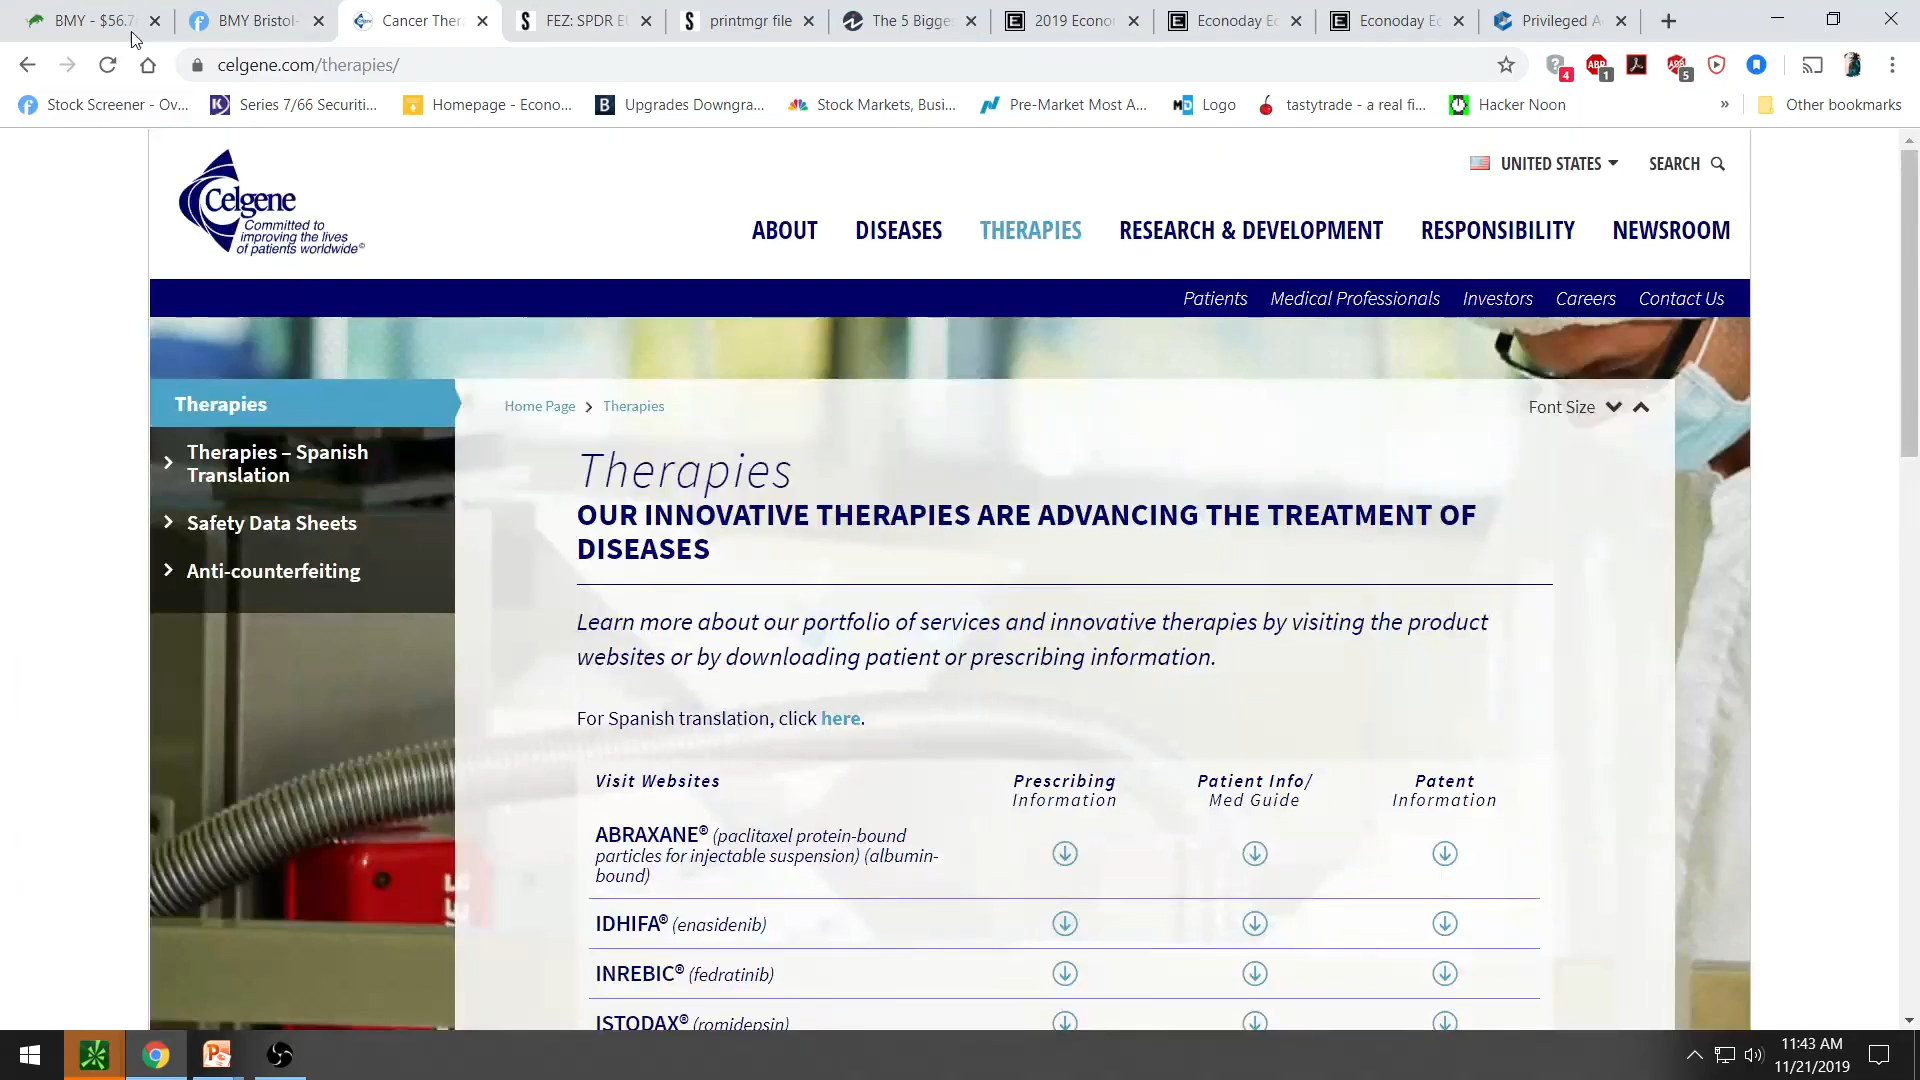 BMY - $56.7
BMY Bristol-
Cancer Ther
FEZ: SPDR E
printmgr file
The 5 Bigges
2019 Econo
Econoday Ec
Econoday Ec
Privileged A
celgene.com/therapies/
4
1
5
Stock Screener - Ov...
Series 7/66 Securiti...
Homepage - Econo...
Upgrades Downgra...
Stock Markets, Busi...
Pre-Market Most A...
Logo
tastytrade - a real fi...
Hacker Noon
»
Other bookmarks
Celgene
Committed to
improving the lives
of patients worldwide®
UNITED STATES
SEARCH
ABOUT
DISEASES
THERAPIES
RESEARCH & DEVELOPMENT
RESPONSIBILITY
NEWSROOM
Patients
Medical Professionals
Investors
Careers
Contact Us
Therapies
Therapies – Spanish
Translation
Safety Data Sheets
Anti-counterfeiting
Home Page
Therapies
Font Size
Therapies
OUR INNOVATIVE THERAPIES ARE ADVANCING THE TREATMENT OF
DISEASES
Learn more about our portfolio of services and innovative therapies by visiting the product
websites or by downloading patient or prescribing information.
For Spanish translation, click here.
Visit Websites
Prescribing
Information
Patient Info/
Med Guide
Patent
Information
ABRAXANE® (paclitaxel protein-bound
particles for injectable suspension) (albumin-
bound)
IDHIFA® (enasidenib)
INREBIC® (fedratinib)
ISTODAX® (romidepsin)
11:43 AM
11/21/2019